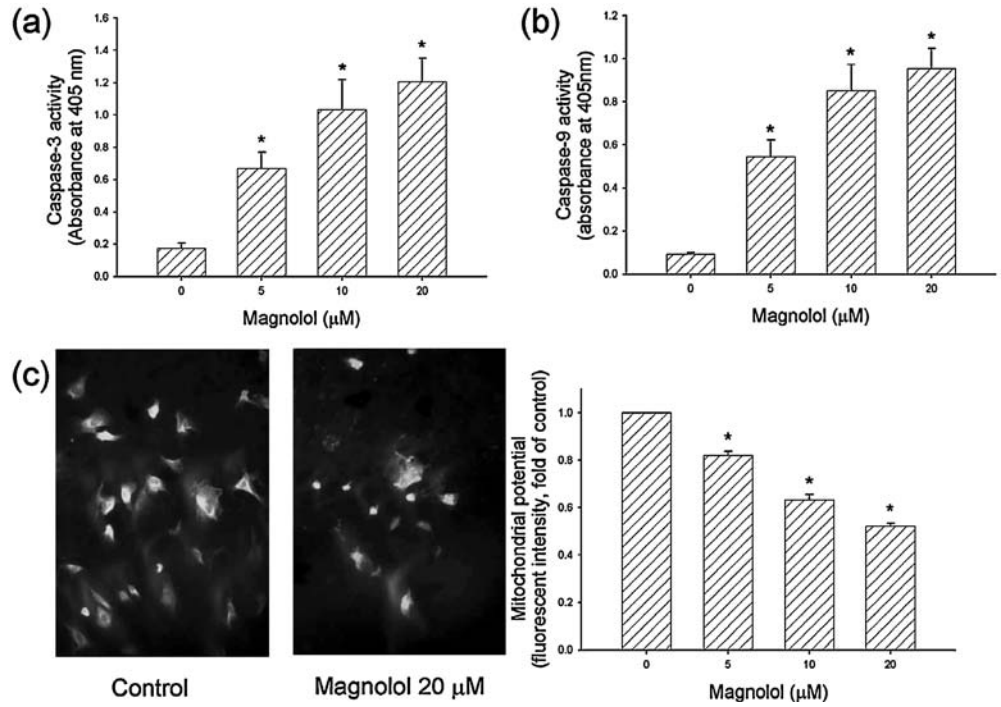 (a)
Caspase-3 activity
(Absorbance at 405 nm)
1.6
1.4
1.2
1.0
0.8
0.6
0.4
0.2
0.0
*
*
*
0 5 10 20
Magnolol (μM)
(b)
Caspase-9 activity
(absorbance at 405nm)
1.2
1.0
0.8
0.6
0.4
0.2
0.0
*
*
*
0 5 10 20
Magnolol (μM)
(c)
Control
Magnolol 20 μM
Mitochondrial potential
(fluorescent intensity, fold of control)
1.0
0.8
0.6
0.4
0.2
0.0
*
*
*
0 5 10 20
Magnolol (μM)